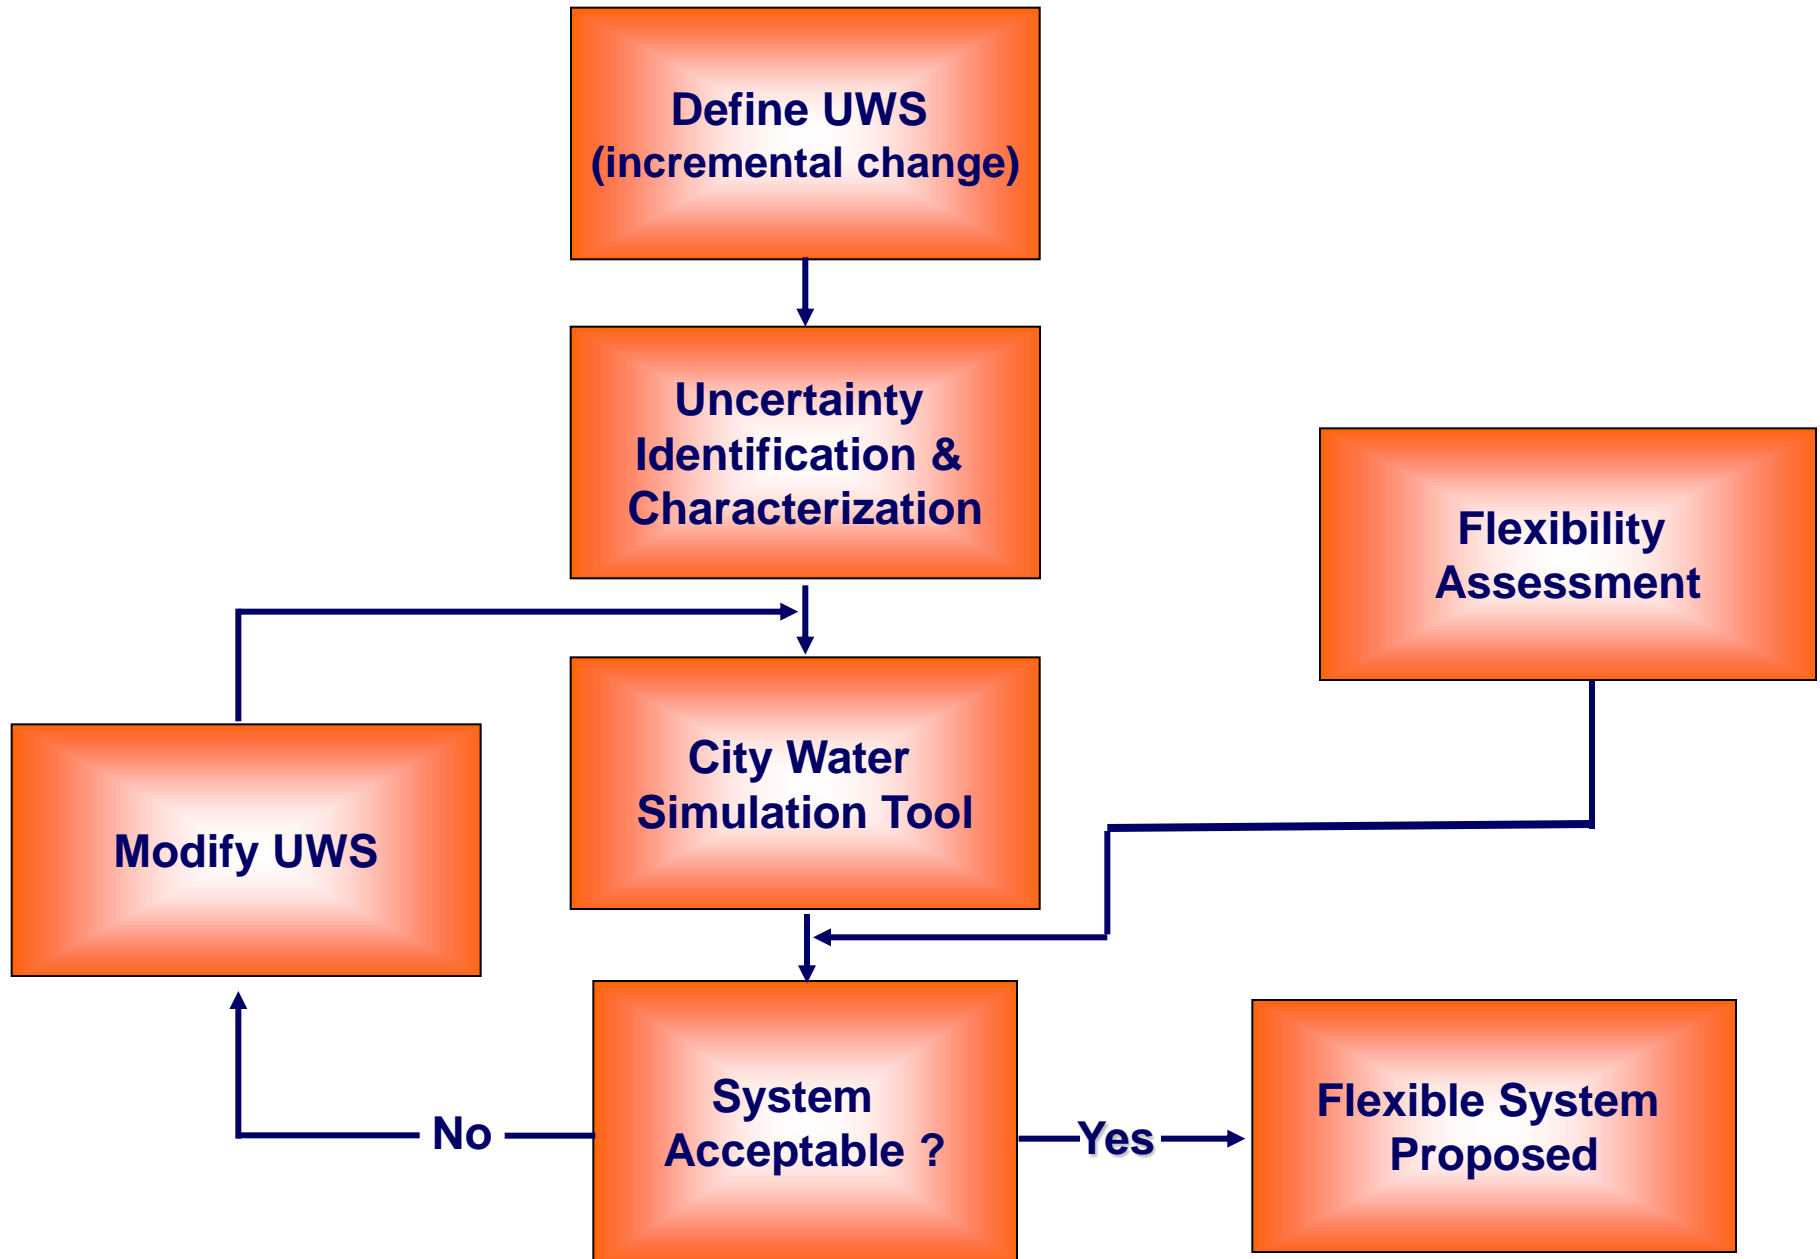 Define UWS
(incremental change)
Uncertainty
Identification &
Characterization
Flexibility
Assessment
City Water
Simulation Tool
Modify UWS
System
Acceptable ?
No
Yes
Flexible System
Proposed